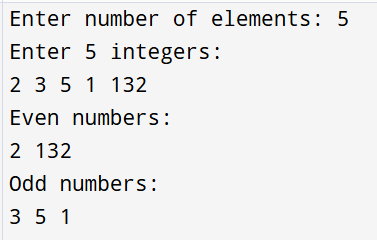 Enter number of elements: 5
Enter 5 integers:
2 3 5 1 132
Even numbers:
2 132
Odd numbers:
3 5 1